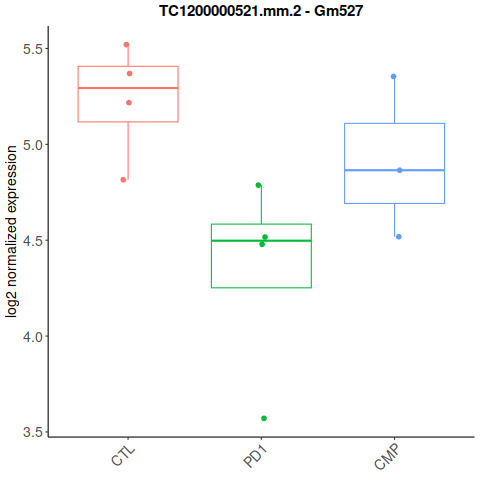 TC1200000521.mm.2 - Gm527
log2 normalized expression
5.5
5.0
4.5
4.0
3.5
CTL
PD1
CMP